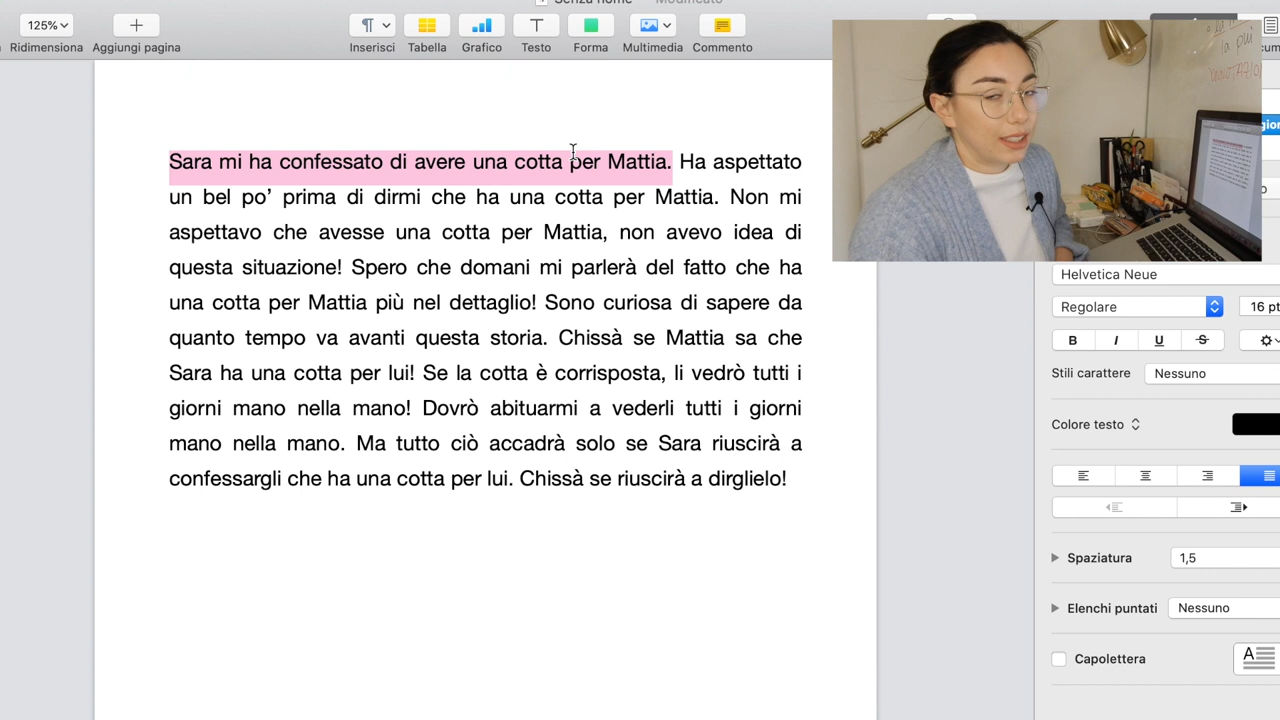 Senza nome Modificato
125%
Ridimensiona Aggiungi pagina Inserisci Tabella Grafico Testo Forma Multimedia Commento
Sara mi ha confessato di avere una cotta per Mattia. Ha aspettato
un bel po’ prima di dirmi che ha una cotta per Mattia. Non mi
aspettavo che avesse una cotta per Mattia, non avevo idea di
questa situazione! Spero che domani mi parlerà del fatto che ha
una cotta per Mattia più nel dettaglio! Sono curiosa di sapere da
quanto tempo va avanti questa storia. Chissà se Mattia sa che
Sara ha una cotta per lui! Se la cotta è corrisposta, li vedrò tutti i
giorni mano nella mano! Dovrò abituarmi a vederli tutti i giorni
mano nella mano. Ma tutto ciò accadrà solo se Sara riuscirà a
confessargli che ha una cotta per lui. Chissà se riuscirà a dirglielo!
la più
Helvetica Neue
Regolare 16 pt
B I U S
Stili carattere Nessuno
Colore testo
Spaziatura 1,5
Elenchi puntati Nessuno
Capolettera A